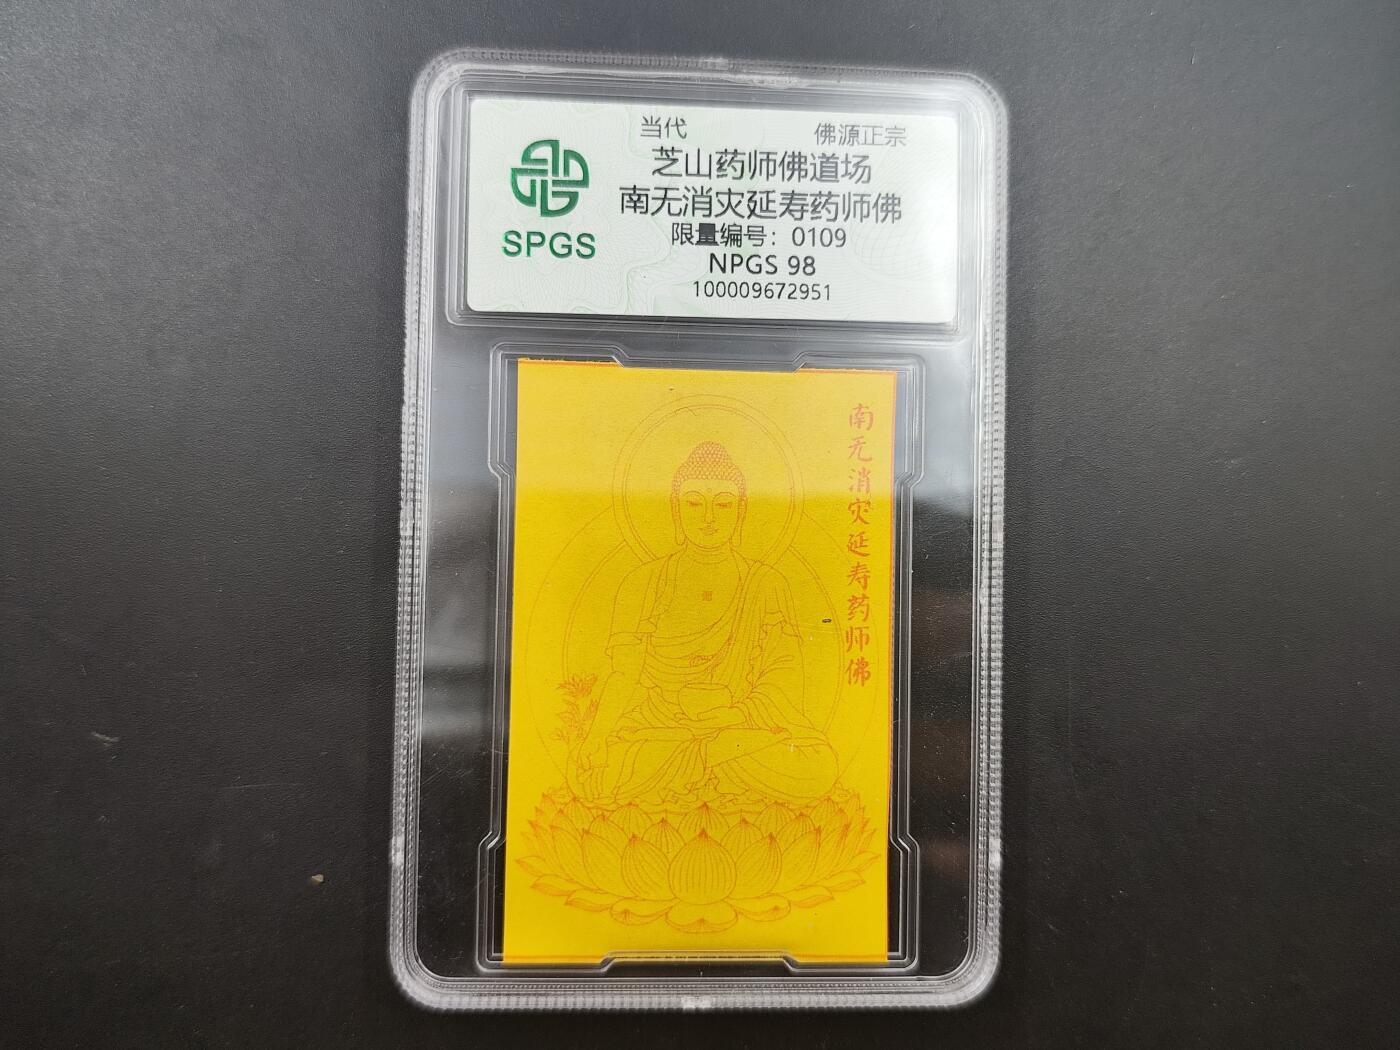 当代
佛源正宗
芝山药师佛道场
南无消灾延寿药师佛
限量编号：0109
NPGS 98
100009672951
SPGS
南无消灾延寿药师佛